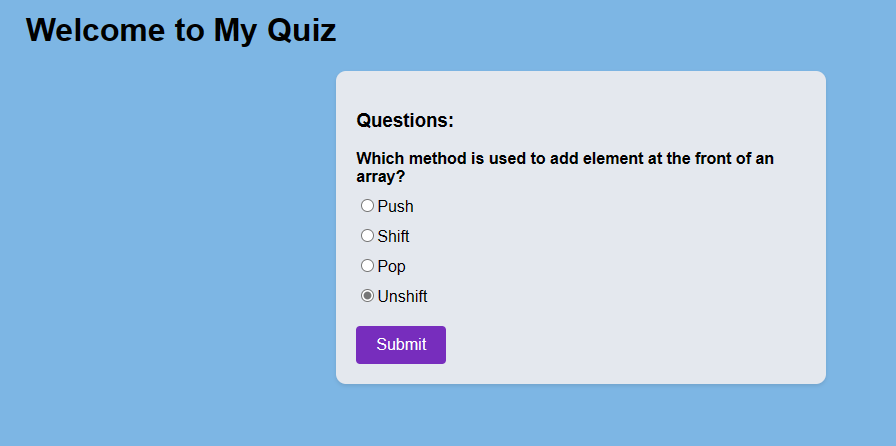 Welcome to My Quiz
Questions:
Which method is used to add element at the front of an
array?
Push
Shift
Pop
Unshift
Submit